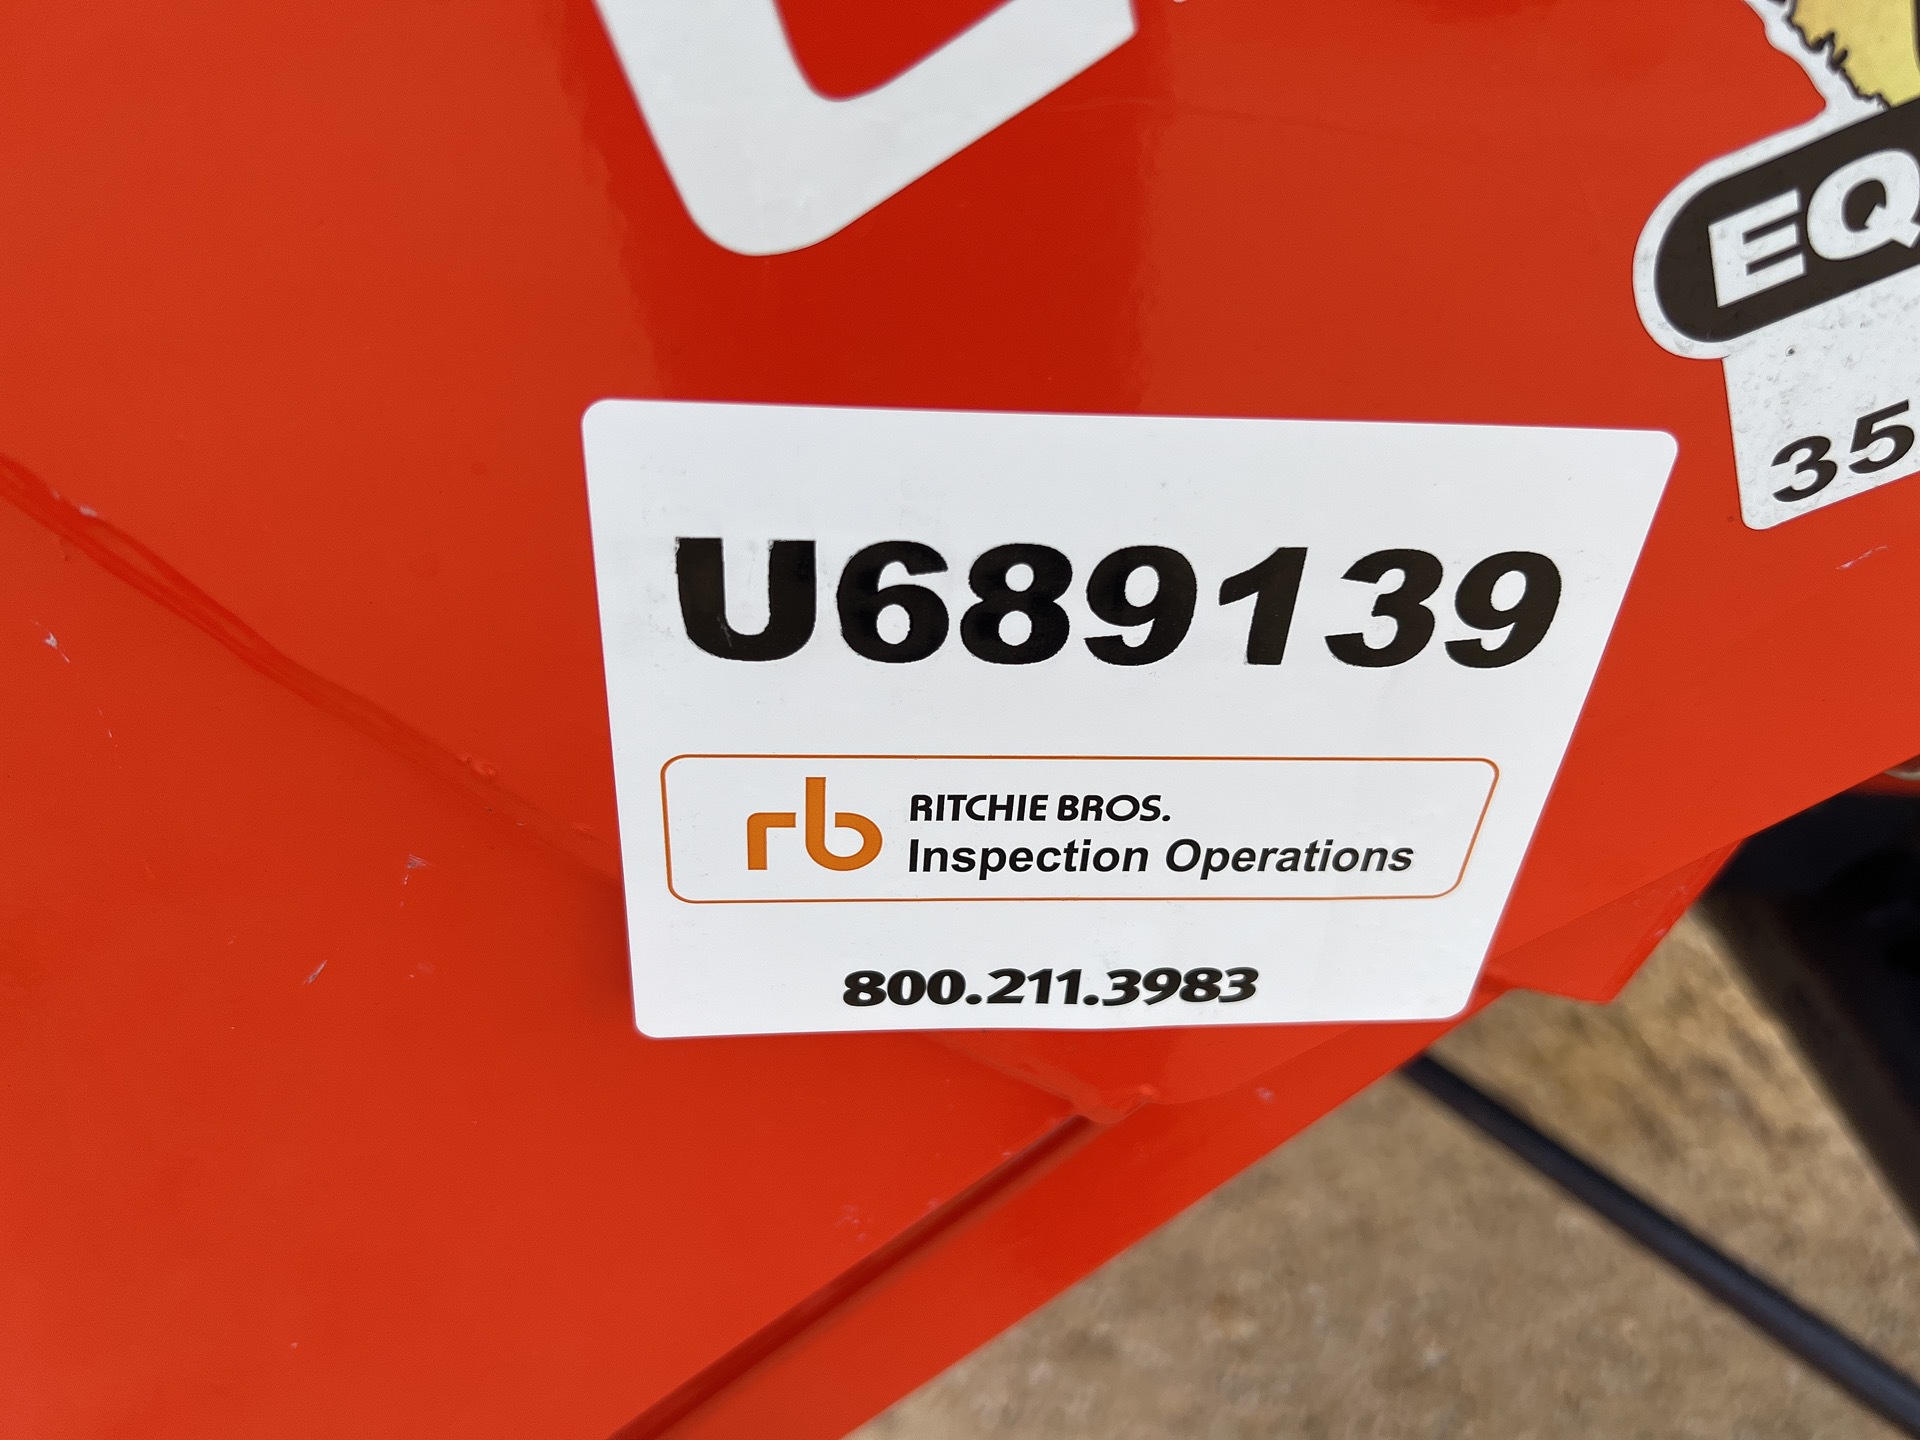 EQ
35
U689139
rb
RITCHIE BROS.
Inspection Operations
800.211.3983